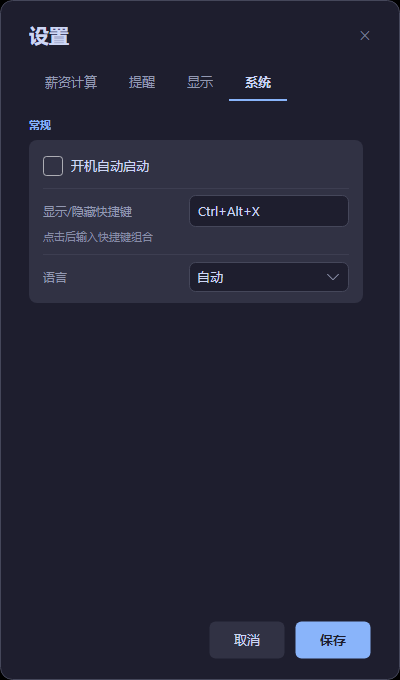 设置
薪资计算 提醒 显示 系统
常规
开机自动启动
显示/隐藏快捷键 Ctrl+Alt+X
点击后输入快捷键组合
语言 自动
取消 保存